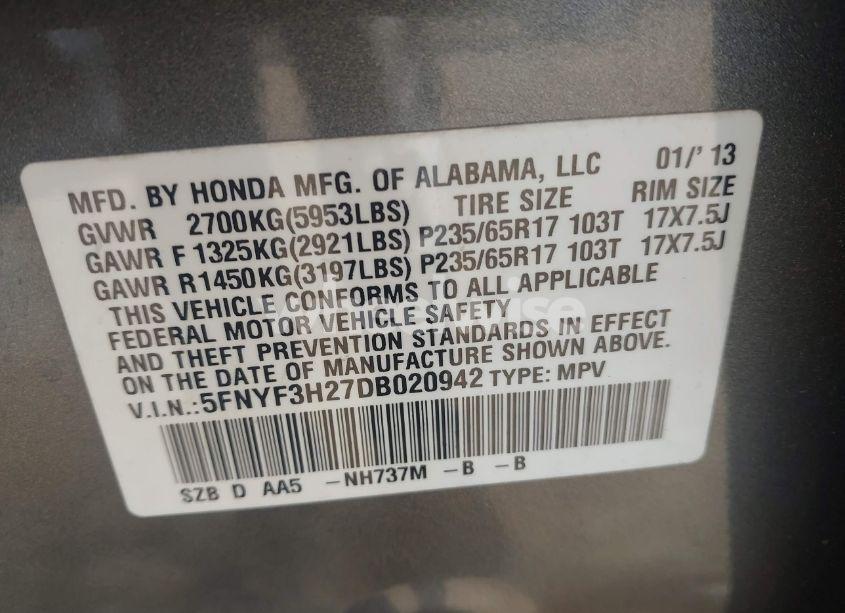 MFD. BY HONDA MFG. OF ALABAMA, LLC 01/'13
GVWR 2700KG(5953LBS) TIRE SIZE RIM SIZE
GAWR F 1325KG(2921LBS) P235/65R17 103T 17X7.5J
GAWR R 1450KG(3197LBS) P235/65R17 103T 17X7.5J
THIS VEHICLE CONFORMS TO ALL APPLICABLE
FEDERAL MOTOR VEHICLE SAFETY
AND THEFT PREVENTION STANDARDS IN EFFECT
ON THE DATE OF MANUFACTURE SHOWN ABOVE.
V.I.N.:5FNYF3H27DB020942 TYPE: MPV
SZB D AA5 -NH737M -B -B